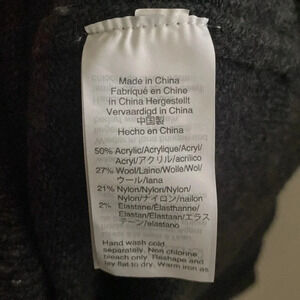 Made in China
Fabriqué en Chine
in China Hergestellt
Vervaardigd in China
中国製
Hecho en China
50% Acrylic/Acrylique/Acryl/
Acryl/アクリル/acrilico
27% Wool/Laine/Wolle/Wol/
ウール/lana
21% Nylon/Nylon/Nylon/
Nylon/ナイロン/nailon
2% Elastane/Élasthanne/
Elastan/Elastaan/エラス
テーン/elastano
Hand wash cold
separately. Non chlorine
bleach only. Reshape and
lay flat to dry. Warm iron as